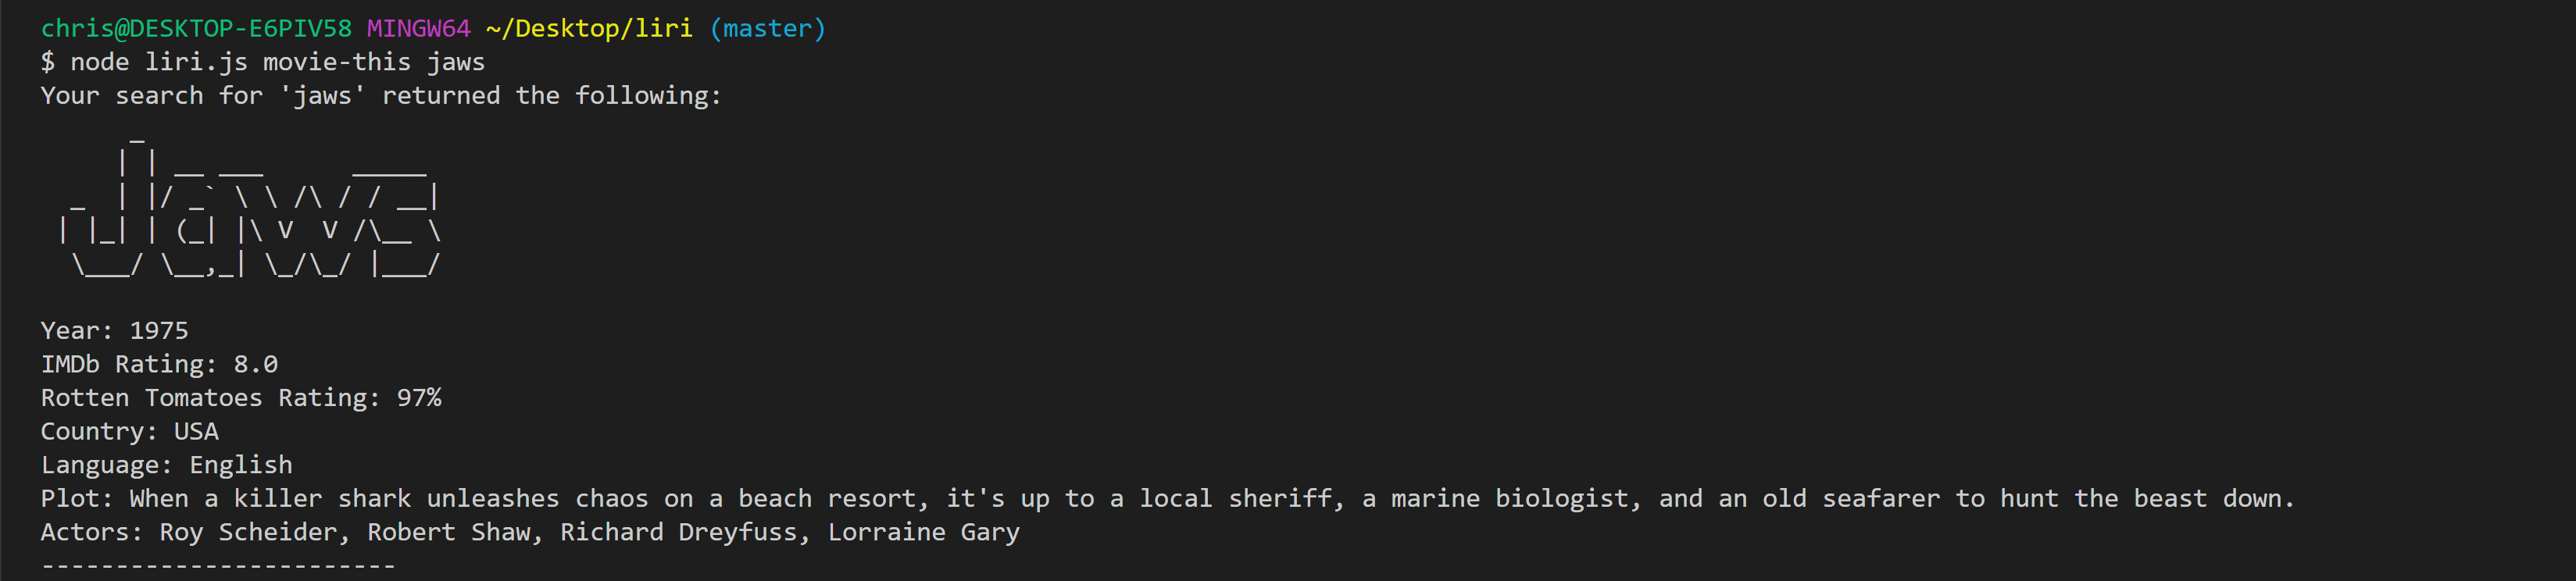 chris@DESKTOP-E6PIV58 MINGW64 ~/Desktop/liri (master)
$ node liri.js movie-this jaws
Your search for 'jaws' returned the following:
      _
     | | __ ___      _____
  _  | |/ _` \ \ /\ / / __|
 | |_| | (_| |\ V  V /\__ \
  \___/ \__,_| \_/\_/ |___/
Year: 1975
IMDb Rating: 8.0
Rotten Tomatoes Rating: 97%
Country: USA
Language: English
Plot: When a killer shark unleashes chaos on a beach resort, it's up to a local sheriff, a marine biologist, and an old seafarer to hunt the beast down.
Actors: Roy Scheider, Robert Shaw, Richard Dreyfuss, Lorraine Gary
------------------------